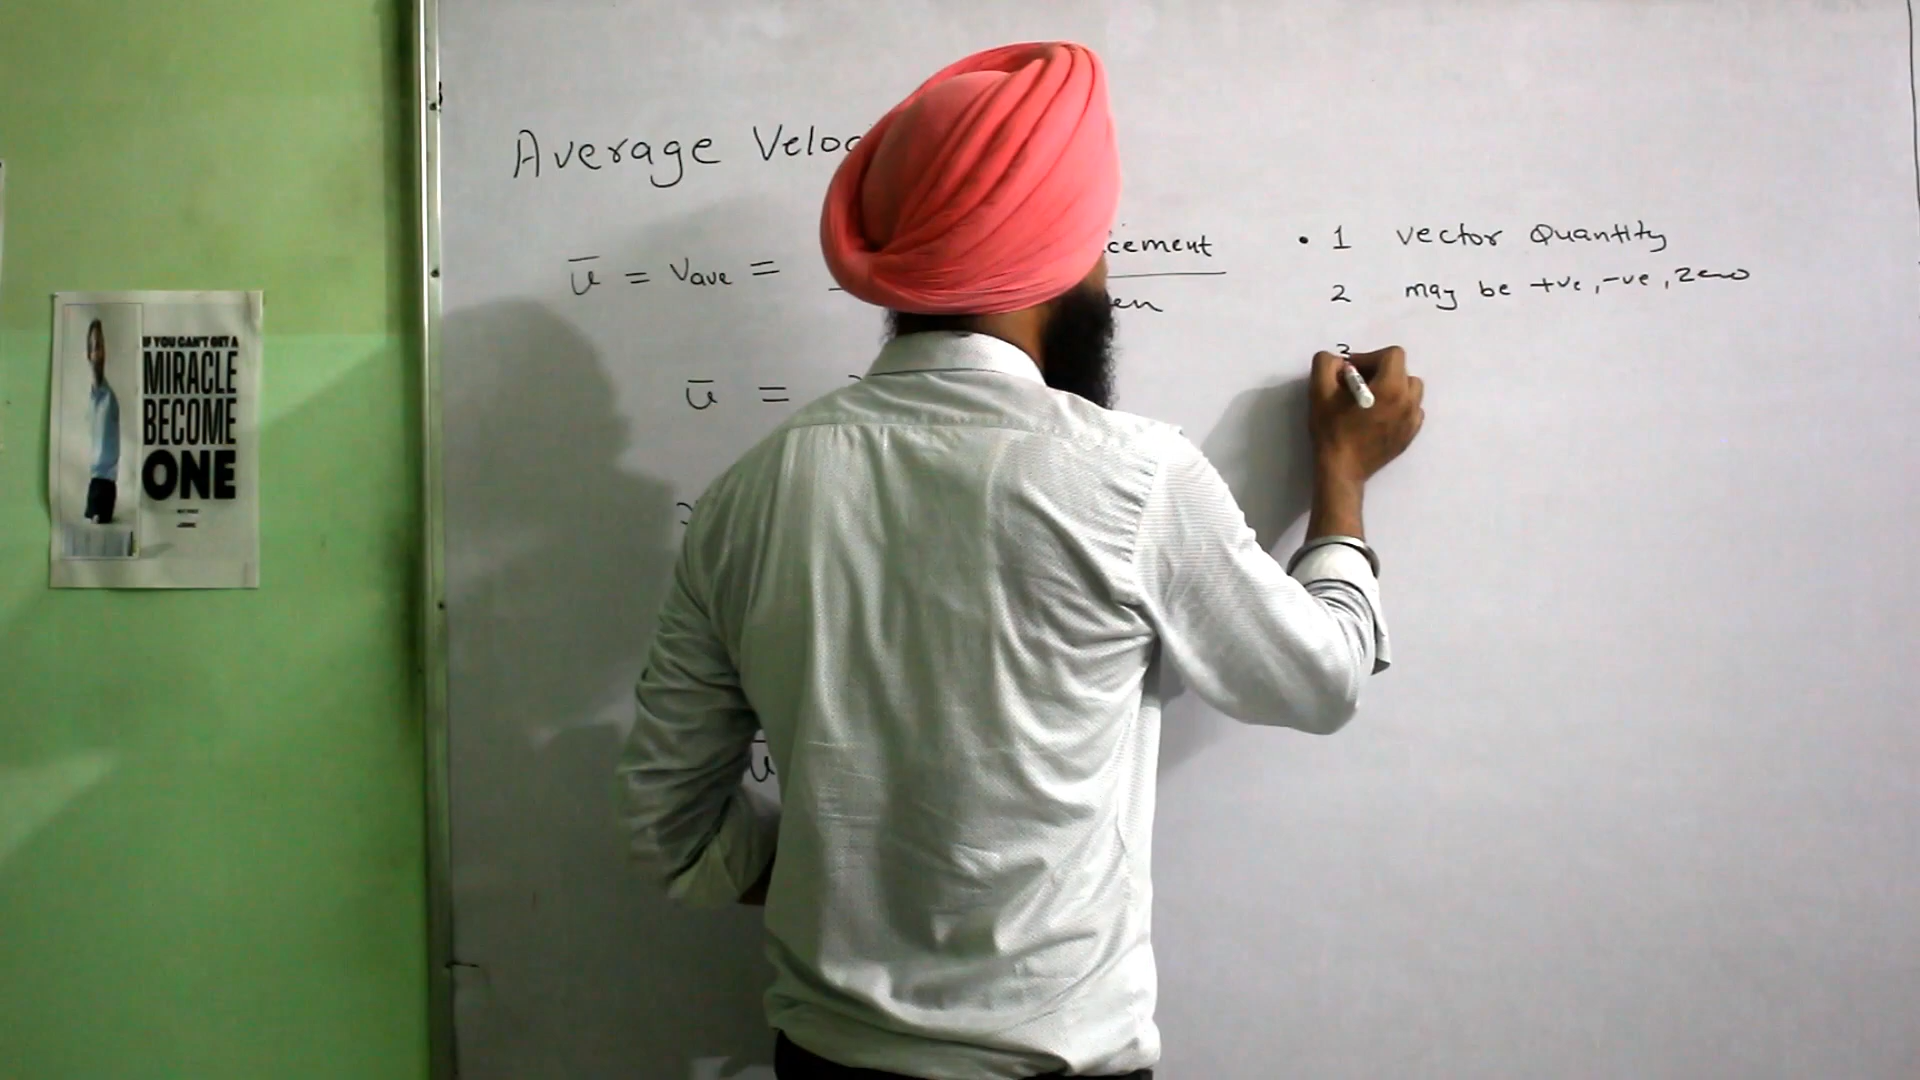 Average Veloc
ū = Vave =
cement
en
ū =
ū
• 1 Vector Quantity
2 may be +ve, -ve, Zero
3
IF YOU CAN'T GET A
MIRACLE
BECOME
ONE